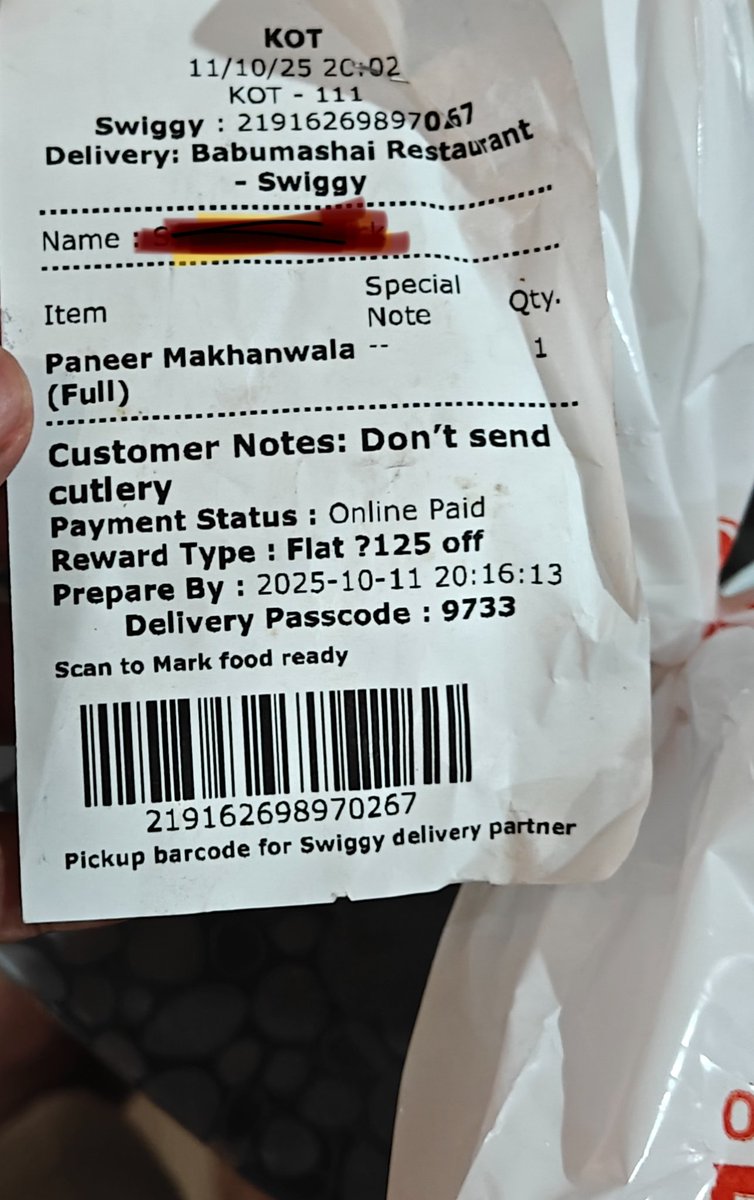 KOT
11/10/25 20:02
KOT - 111
Swiggy : 219162698970267
Delivery: Babumashai Restaurant
- Swiggy
Name :
Item Special Note Qty.
Paneer Makhanwala (Full) -- 1
Customer Notes: Don't send
cutlery
Payment Status : Online Paid
Reward Type : Flat ?125 off
Prepare By : 2025-10-11 20:16:13
Delivery Passcode : 9733
Scan to Mark food ready
219162698970267
Pickup barcode for Swiggy delivery partner